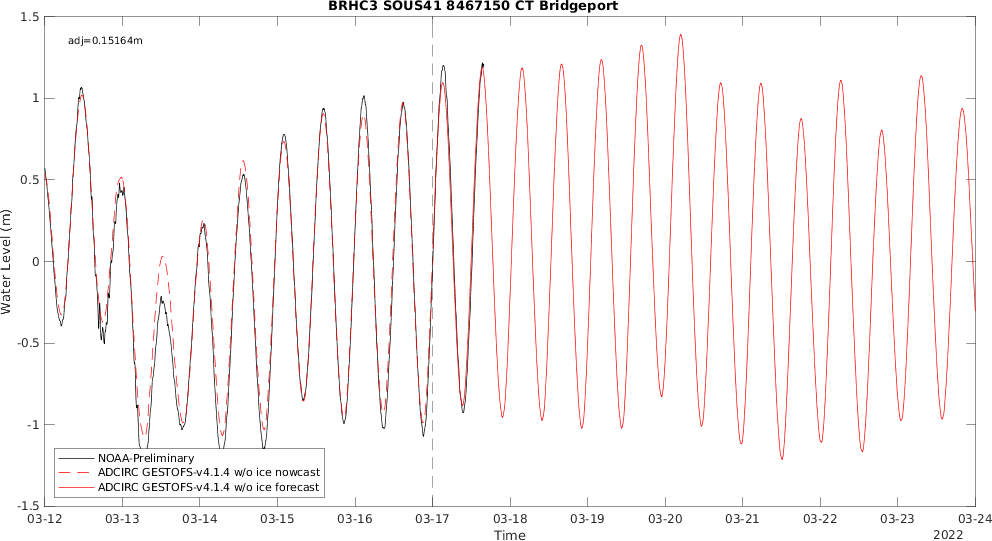 BRHC3 SOUS41 8467150 CT Bridgeport
adj=0.15164m
1.5
1
0.5
0
-0.5
-1
-1.5
Water Level (m)
NOAA-Preliminary
ADCIRC GESTOFS-v4.1.4 w/o ice nowcast
ADCIRC GESTOFS-v4.1.4 w/o ice forecast
03-12 03-13 03-14 03-15 03-16 03-17 03-18 03-19 03-20 03-21 03-22 03-23 03-24
Time
2022